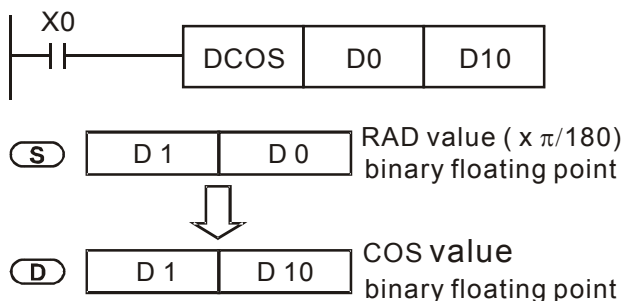 X0
DCOS D0 D10
S D 1 D 0 RAD value ( x π/180)
binary floating point
D D 1 D 10 COS value
binary floating point